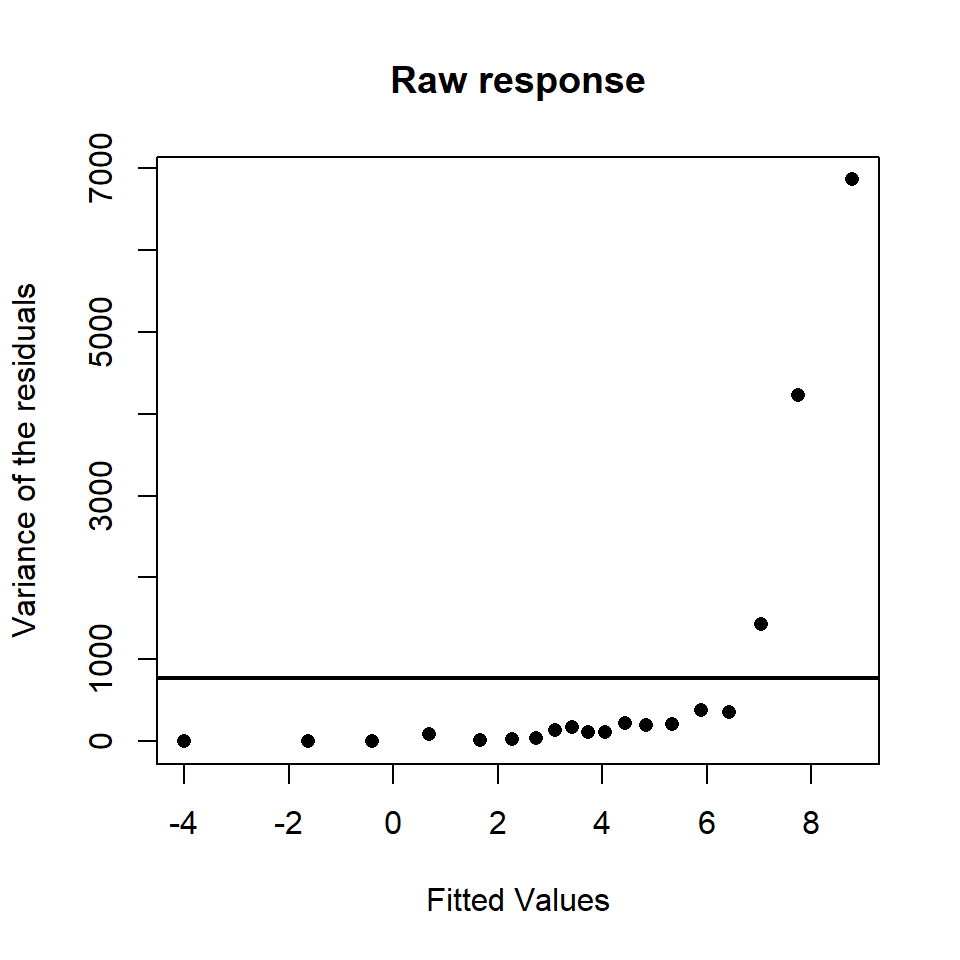 Raw response
Variance of the residuals
7000
5000
3000
1000
0
-4 -2 0 2 4 6 8
Fitted Values